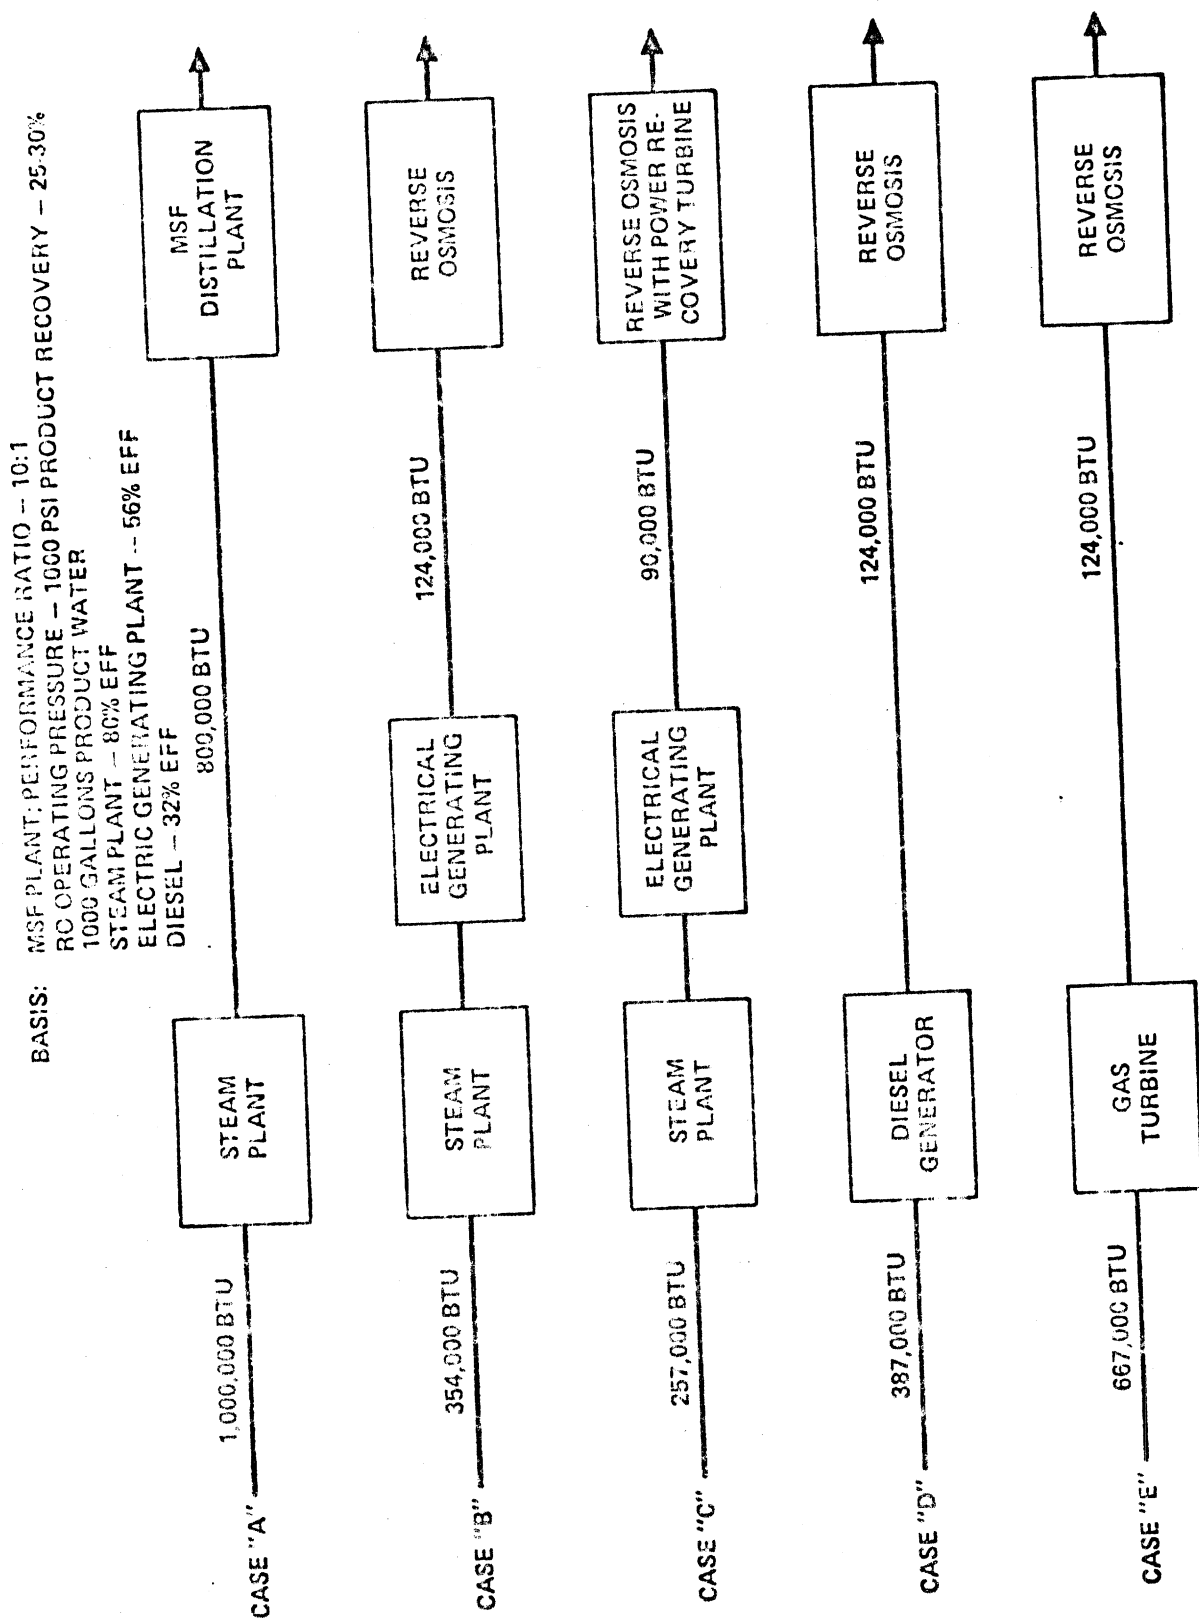 BASIS: MSF PLANT; PERFORMANCE RATIO – 10:1
RO OPERATING PRESSURE – 1000 PSI PRODUCT RECOVERY – 25-30%
1000 GALLONS PRODUCT WATER
STEAM PLANT – 80% EFF
ELECTRIC GENERATING PLANT – 56% EFF
DIESEL – 32% EFF
CASE "A"
1,000,000 BTU
STEAM
PLANT
800,000 BTU
MSF
DISTILLATION
PLANT
CASE "B"
354,000 BTU
STEAM
PLANT
ELECTRICAL
GENERATING
PLANT
124,000 BTU
REVERSE
OSMOSIS
CASE "C"
257,000 BTU
STEAM
PLANT
ELECTRICAL
GENERATING
PLANT
90,000 BTU
REVERSE OSMOSIS
WITH POWER RE-
COVERY TURBINE
CASE "D"
387,000 BTU
DIESEL
GENERATOR
124,000 BTU
REVERSE
OSMOSIS
CASE "E"
667,000 BTU
GAS
TURBINE
124,000 BTU
REVERSE
OSMOSIS